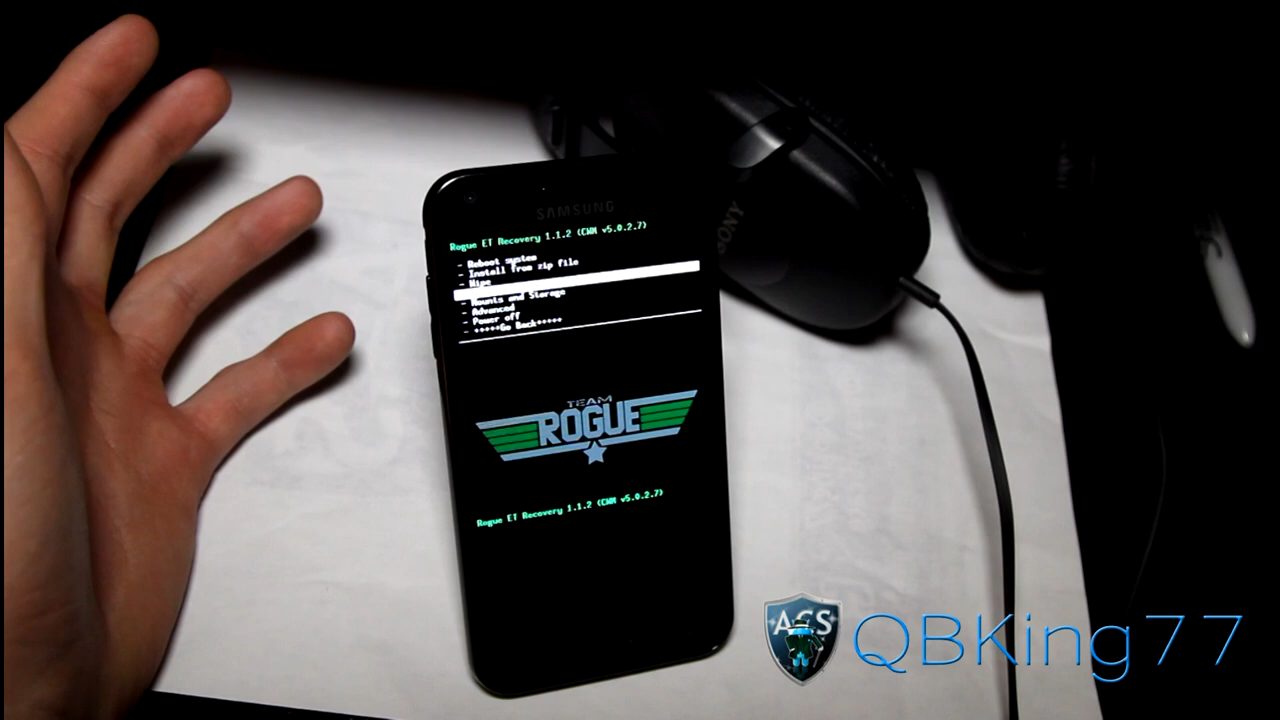 SAMSUNG
Rogue ET Recovery 1.1.2 (CWM v5.0.2.7)
- Reboot system
- Install from zip file
- Wipe
- Mounts and Storage
- Advanced
- Power off
- +++++Go Back+++++
TEAM
ROGUE
Rogue ET Recovery 1.1.2 (CWM v5.0.2.7)
SONY
ACS
QBKing77